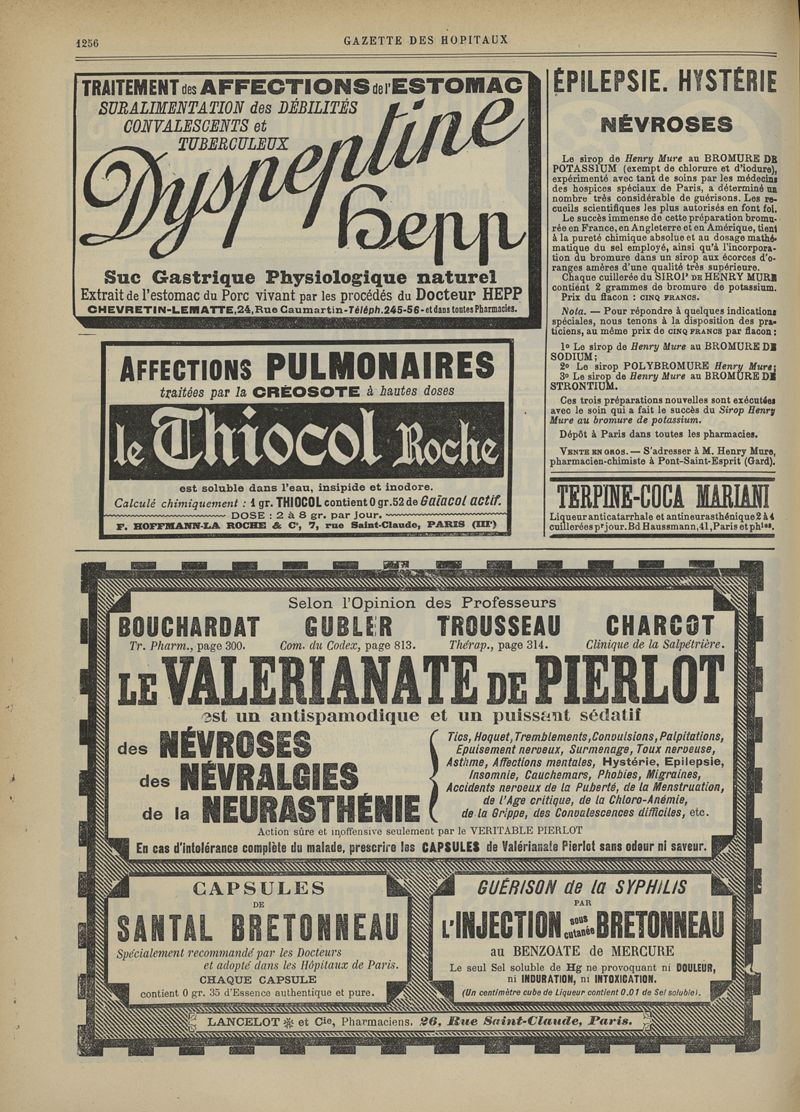 1256
GAZETTE DES HOPITAUX
TRAITEMENT des AFFECTIONS de l'ESTOMAC
SURALIMENTATION des DÉBILITÉS
CONVALESCENTS et
TUBERCULEUX
Dyspeptine
Hepp
Suc Gastrique Physiologique naturel
Extrait de l'estomac du Porc vivant par les procédés du Docteur HEPP
CHEVRETIN-LEMATTE, 24, Rue Caumartin - Téléph. 245-56 - et dans toutes Pharmacies.
AFFECTIONS PULMONAIRES
traitées par la CRÉOSOTE à hautes doses
le Thiocol Roche
est soluble dans l'eau, insipide et inodore.
Calculé chimiquement : 1 gr. THIOCOL contient 0 gr. 52 de Gaïacol actif.
DOSE : 2 à 8 gr. par jour.
F. HOFFMANN-LA ROCHE & Cᵉ, 7, rue Saint-Claude, PARIS (IIIᵉ)
ÉPILEPSIE. HYSTÉRIE
NÉVROSES
Le sirop de Henry Mure au BROMURE DE
POTASSIUM (exempt de chlorure et d'iodure),
expérimenté avec tant de soins par les médecins
des hospices spéciaux de Paris, a déterminé un
nombre très considérable de guérisons. Les re-
cueils scientifiques les plus autorisés en font foi.
Le succès immense de cette préparation bromu-
rée en France, en Angleterre et en Amérique, tient
à la pureté chimique absolue et au dosage mathé-
matique du sel employé, ainsi qu'à l'incorpora-
tion du bromure dans un sirop aux écorces d'o-
ranges amères d'une qualité très supérieure.
Chaque cuillerée du SIROP DE HENRY MURE
contient 2 grammes de bromure de potassium.
Prix du flacon : CINQ FRANCS.
Nota. — Pour répondre à quelques indications
spéciales, nous tenons à la disposition des pra-
ticiens, au même prix de CINQ FRANCS par flacon :
1º Le sirop de Henry Mure au BROMURE DE
SODIUM;
2º Le sirop POLYBROMURE Henry Mure;
3º Le sirop de Henry Mure au BROMURE DE
STRONTIUM.
Ces trois préparations nouvelles sont exécutées
avec le soin qui a fait le succès du Sirop Henry
Mure au bromure de potassium.
Dépôt à Paris dans toutes les pharmacies.
VENTE EN GROS. — S'adresser à M. Henry Mure,
pharmacien-chimiste à Pont-Saint-Esprit (Gard).
TERPINE-COCA MARIANI
Liqueur anticatarrhale et antineurasthénique 2 à 4
cuillerées pʳ jour. Bd Haussmann, 41, Paris et phⁱᵉˢ.
Selon l'Opinion des Professeurs
BOUCHARDAT GUBLER TROUSSEAU CHARCOT
Tr. Pharm., page 300. Com. du Codex, page 813. Thérap., page 314. Clinique de la Salpétrière.
LE VALERIANATE DE PIERLOT
est un antispamodique et un puissant sédatif
des NÉVROSES
des NÉVRALGIES
de la NEURASTHÉNIE
Tics, Hoquet, Tremblements, Convulsions, Palpitations,
Epuisement nerveux, Surmenage, Toux nerveuse,
Asthme, Affections mentales, Hystérie, Epilepsie,
Insomnie, Cauchemars, Phobies, Migraines,
Accidents nerveux de la Puberté, de la Menstruation,
de l'Age critique, de la Chloro-Anémie,
de la Grippe, des Convalescences difficiles, etc.
Action sûre et inoffensive seulement par le VERITABLE PIERLOT
En cas d'intolérance complète du malade, prescrire les CAPSULES de Valérianate Pierlot sans odeur ni saveur.
CAPSULES
DE
SANTAL BRETONNEAU
Spécialement recommandé par les Docteurs
et adopté dans les Hôpitaux de Paris.
CHAQUE CAPSULE
contient 0 gr. 35 d'Essence authentique et pure.
GUÉRISON de la SYPHILIS
PAR
L'INJECTION sous cutanée BRETONNEAU
au BENZOATE de MERCURE
Le seul Sel soluble de Hg ne provoquant ni DOULEUR,
ni INDURATION, ni INTOXICATION.
(Un centimètre cube de Liqueur contient 0.01 de Sel soluble).
LANCELOT et Cie, Pharmaciens, 26, Rue Saint-Claude, Paris.